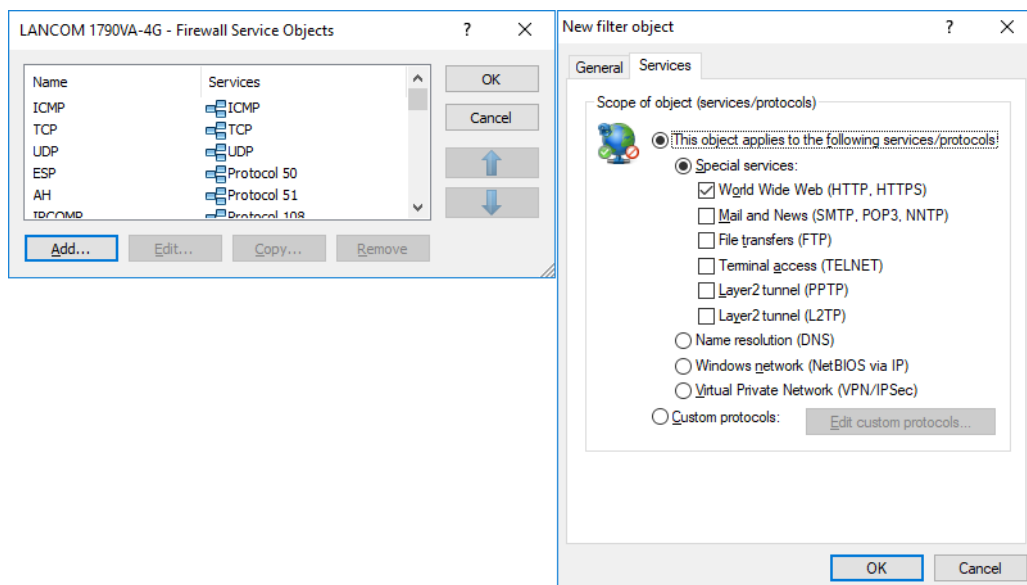 LANCOM 1790VA-4G - Firewall Service Objects ?
Name Services
ICMP ICMP
TCP TCP
UDP UDP
ESP Protocol 50
AH Protocol 51
IPCOMP Protocol 108
OK
Cancel
Add... Edit... Copy... Remove
New filter object ?
General Services
Scope of object (services/protocols)
This object applies to the following services/protocols
Special services:
World Wide Web (HTTP, HTTPS)
Mail and News (SMTP, POP3, NNTP)
File transfers (FTP)
Terminal access (TELNET)
Layer2 tunnel (PPTP)
Layer2 tunnel (L2TP)
Name resolution (DNS)
Windows network (NetBIOS via IP)
Virtual Private Network (VPN/IPSec)
Custom protocols: Edit custom protocols...
OK Cancel